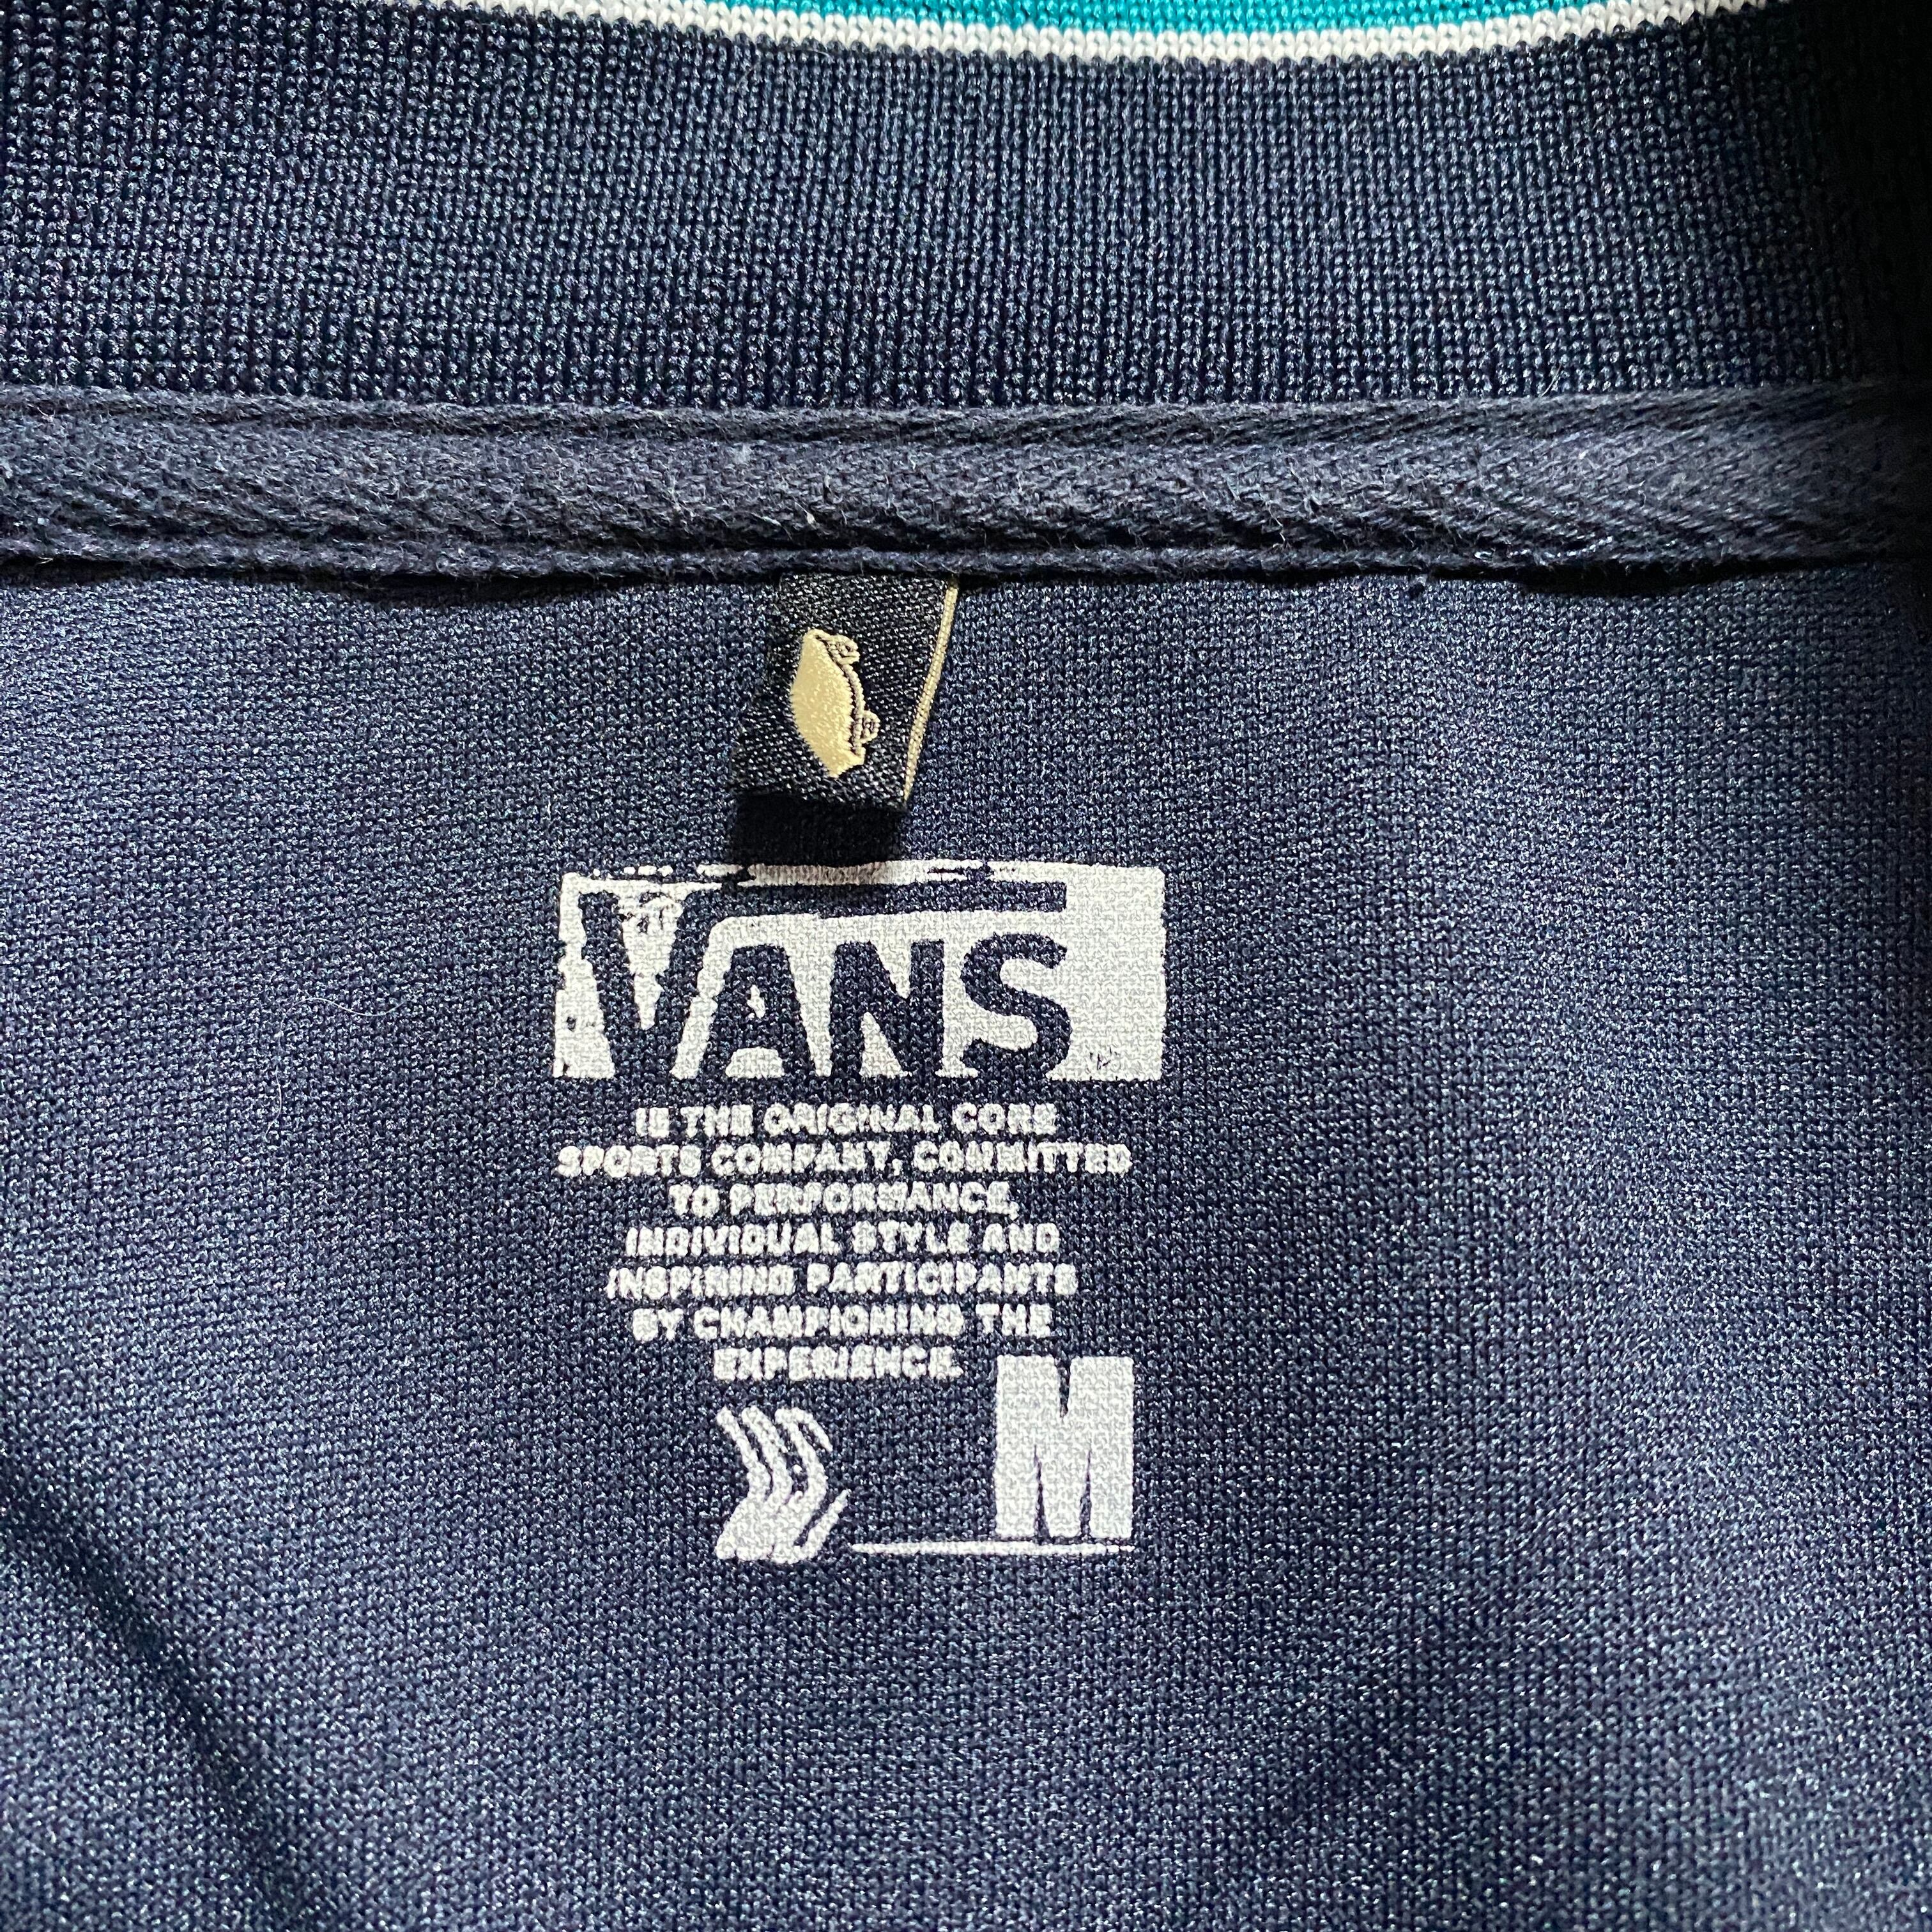 VANS
IS THE ORIGINAL CORE
SPORTS COMPANY, COMMITTED
TO PERFORMANCE,
INDIVIDUAL STYLE AND
INSPIRING PARTICIPANTS
BY CHAMPIONING THE
EXPERIENCE.
M